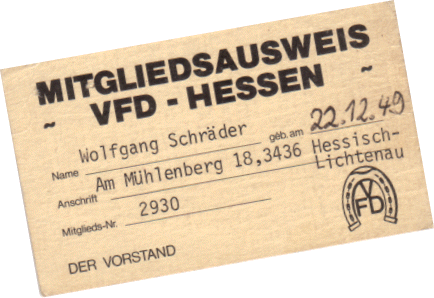 MITGLIEDSAUSWEIS
~ VFD - HESSEN ~
Name Wolfgang Schräder geb. am 22.12.49
Anschrift Am Mühlenberg 18,3436 Hessisch-
Lichtenau
Mitglieds-Nr. 2930
DER VORSTAND
VFD